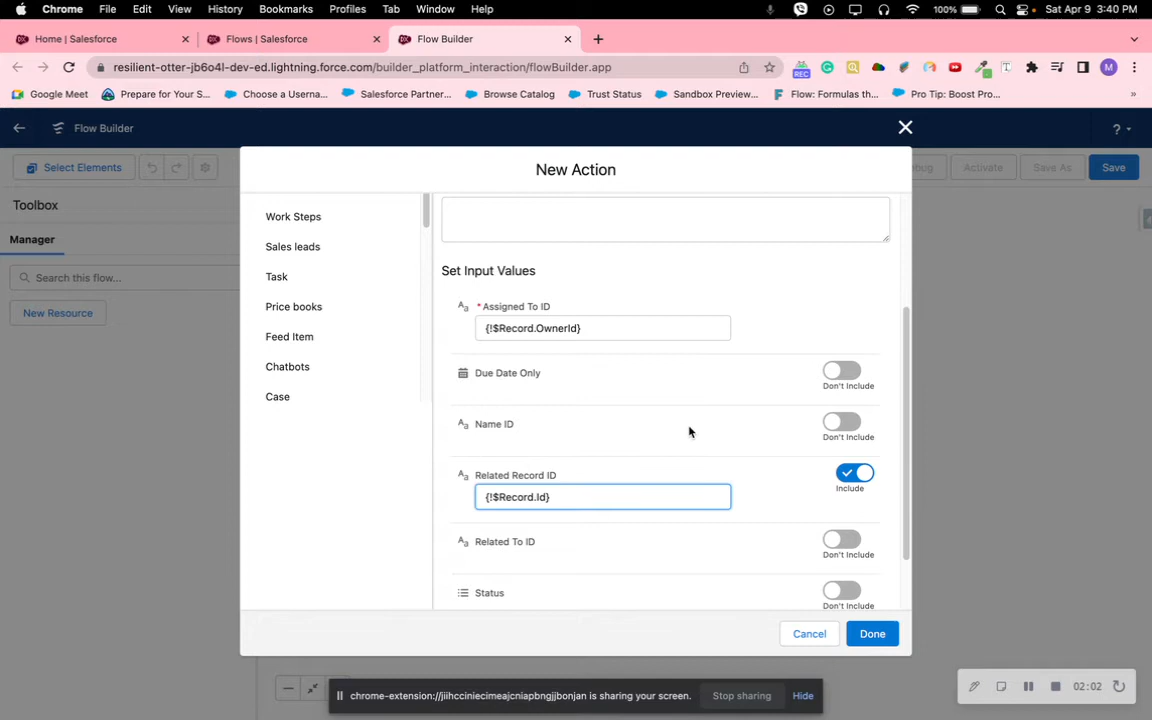 Chrome File Edit View History Bookmarks Profiles Tab Window Help 100% Sat Apr 9 3:40 PM
Home | Salesforce Flows | Salesforce Flow Builder
resilient-otter-jb6o4l-dev-ed.lightning.force.com/builder_platform_interaction/flowBuilder.app REC M
Google Meet Prepare for Your S... Choose a Userna... Salesforce Partner... Browse Catalog Trust Status Sandbox Preview... Flow: Formulas th... Pro Tip: Boost Pro... »
Flow Builder ?
Select Elements bug Activate Save As Save
New Action
Toolbox
Manager
Search this flow...
New Resource
Work Steps
Sales leads
Task
Price books
Feed Item
Chatbots
Case
Set Input Values
Aa * Assigned To ID
{!$Record.OwnerId}
Due Date Only Don't Include
Aa Name ID Don't Include
Aa Related Record ID Include
{!$Record.Id}
Aa Related To ID Don't Include
Status Don't Include
Cancel Done
chrome-extension://jiihcciniecimeajcniapbngjjbonjan is sharing your screen. Stop sharing Hide
02:02